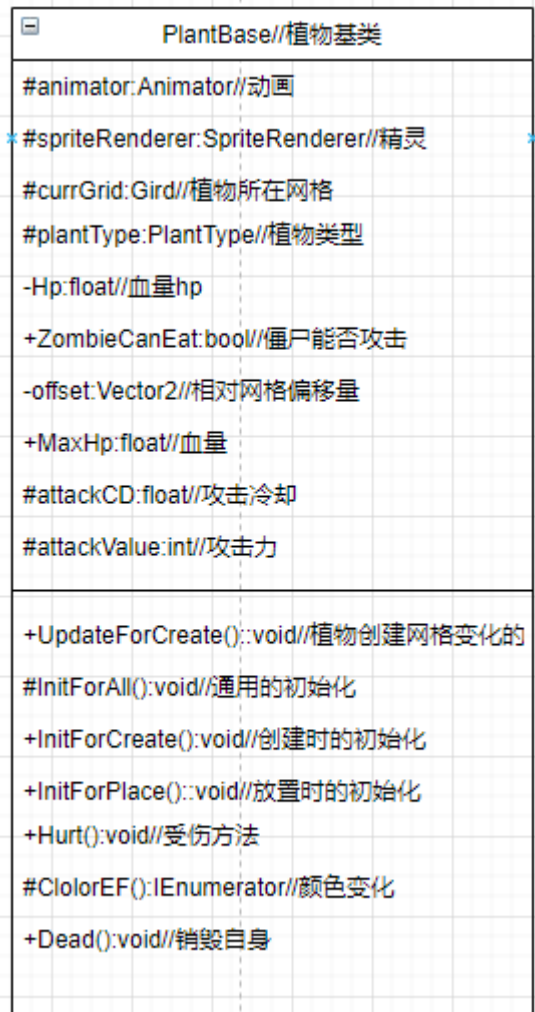 PlantBase//植物基类
#animator:Animator//动画
#spriteRenderer:SpriteRenderer//精灵
#currGrid:Gird//植物所在网格
#plantType:PlantType//植物类型
-Hp:float//血量hp
+ZombieCanEat:bool//僵尸能否攻击
-offset:Vector2//相对网格偏移量
+MaxHp:float//血量
#attackCD:float//攻击冷却
#attackValue:int//攻击力
+UpdateForCreate()::void//植物创建网格变化的
#InitForAll():void//通用的初始化
+InitForCreate():void//创建时的初始化
+InitForPlace()::void//放置时的初始化
+Hurt():void//受伤方法
#ClolorEF():IEnumerator//颜色变化
+Dead():void//销毁自身